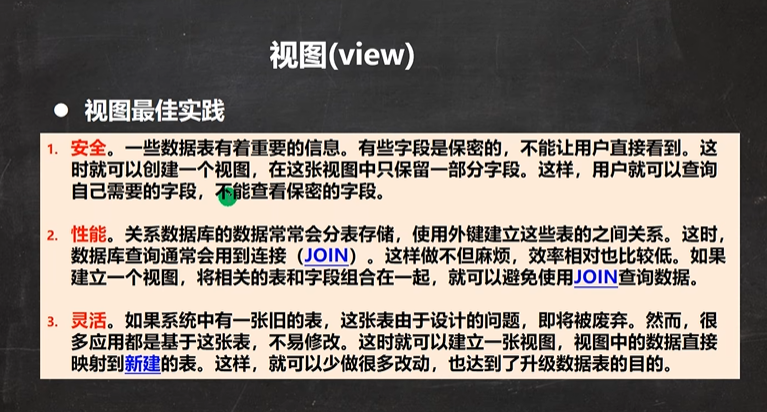 视图(view)
● 视图最佳实践
1. 安全。一些数据表有着重要的信息。有些字段是保密的，不能让用户直接看到。这
时就可以创建一个视图，在这张视图中只保留一部分字段。这样，用户就可以查询
自己需要的字段，不能查看保密的字段。
2. 性能。关系数据库的数据常常会分表存储，使用外键建立这些表的之间关系。这时，
数据库查询通常会用到连接（JOIN）。这样做不但麻烦，效率相对也比较低。如果
建立一个视图，将相关的表和字段组合在一起，就可以避免使用JOIN查询数据。
3. 灵活。如果系统中有一张旧的表，这张表由于设计的问题，即将被废弃。然而，很
多应用都是基于这张表，不易修改。这时就可以建立一张视图，视图中的数据直接
映射到新建的表。这样，就可以少做很多改动，也达到了升级数据表的目的。